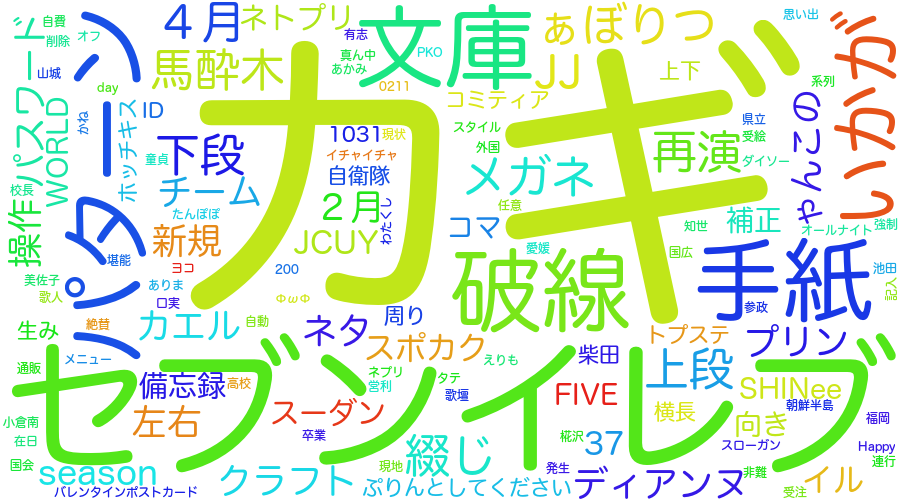 自費
削除
オフ
４月
ネトプリ
有志
文庫
ぁぼりつ
思い出
いかが
パスワード
山城
馬酔木
真ん中
あかみ
PKO
JJ
上下
系列
カギ
day
0211
コミティア
ホッチキス
ID
かね
1031
現状
スタイル
県立
ゃんこの
WORLD
パターン
下段
イチャイチャ
外国
再演
受絵
ダイソー
童貞
自衛隊
メガネ
校長
チーム
２月
わたくし
任意
補正
知世
オールナイト
強制
たんぽぽ
コマ
操作
新規
JCUY
愛媛
国広
堪能
ヨコ
200
破線
手紙
池田
美佐子
ありま
歌人
口実
ΦωΦ
参政
記入
絶賛
カエル
自動
ネタ
周り
トプステ
プリン
生み
スポカク
メニュー
えりも
柴田
通販
セブンイレブ
備忘録
高校
ネプリ
タテ
営利
上段
FIVE
SHINee
朝鮮半島
歌壇
横長
向き
小倉南
左右
スーダン
福岡
在日
卒業
綴じ
糀沢
37
スローガン
Happy
国会
season
クラフト
現地
発生
非難
連行
バレンタインポストカード
ぷりんとしてください
ディアンヌ
受注
イル